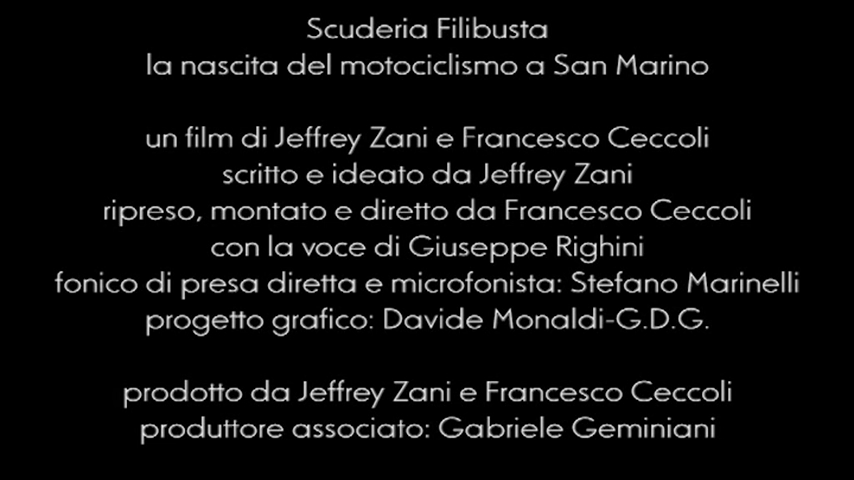 Scuderia Filibusta
la nascita del motociclismo a San Marino
un film di Jeffrey Zani e Francesco Ceccoli
scritto e ideato da Jeffrey Zani
ripreso, montato e diretto da Francesco Ceccoli
con la voce di Giuseppe Righini
fonico di presa diretta e microfonista: Stefano Marinelli
progetto grafico: Davide Monaldi-G.D.G.
prodotto da Jeffrey Zani e Francesco Ceccoli
produttore associato: Gabriele Geminiani